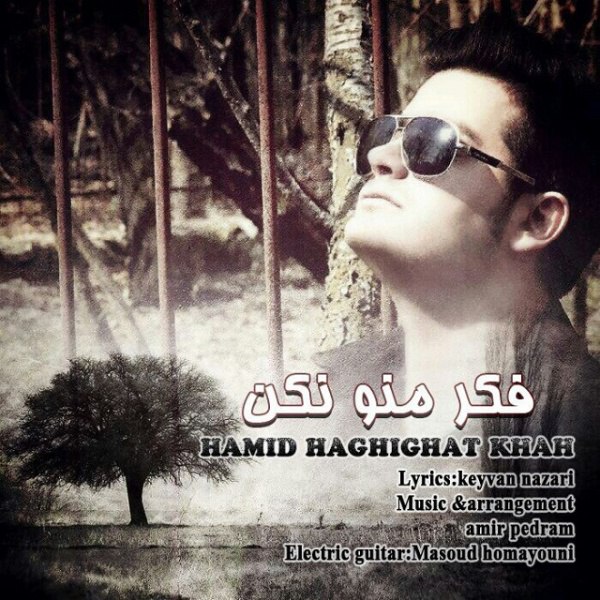 فکر منو نکن
HAMID HAGHIGHAT KHAH
Lyrics:keyvan nazari
Music &arrangement
amir pedram
Electric guitar:Masoud homayouni